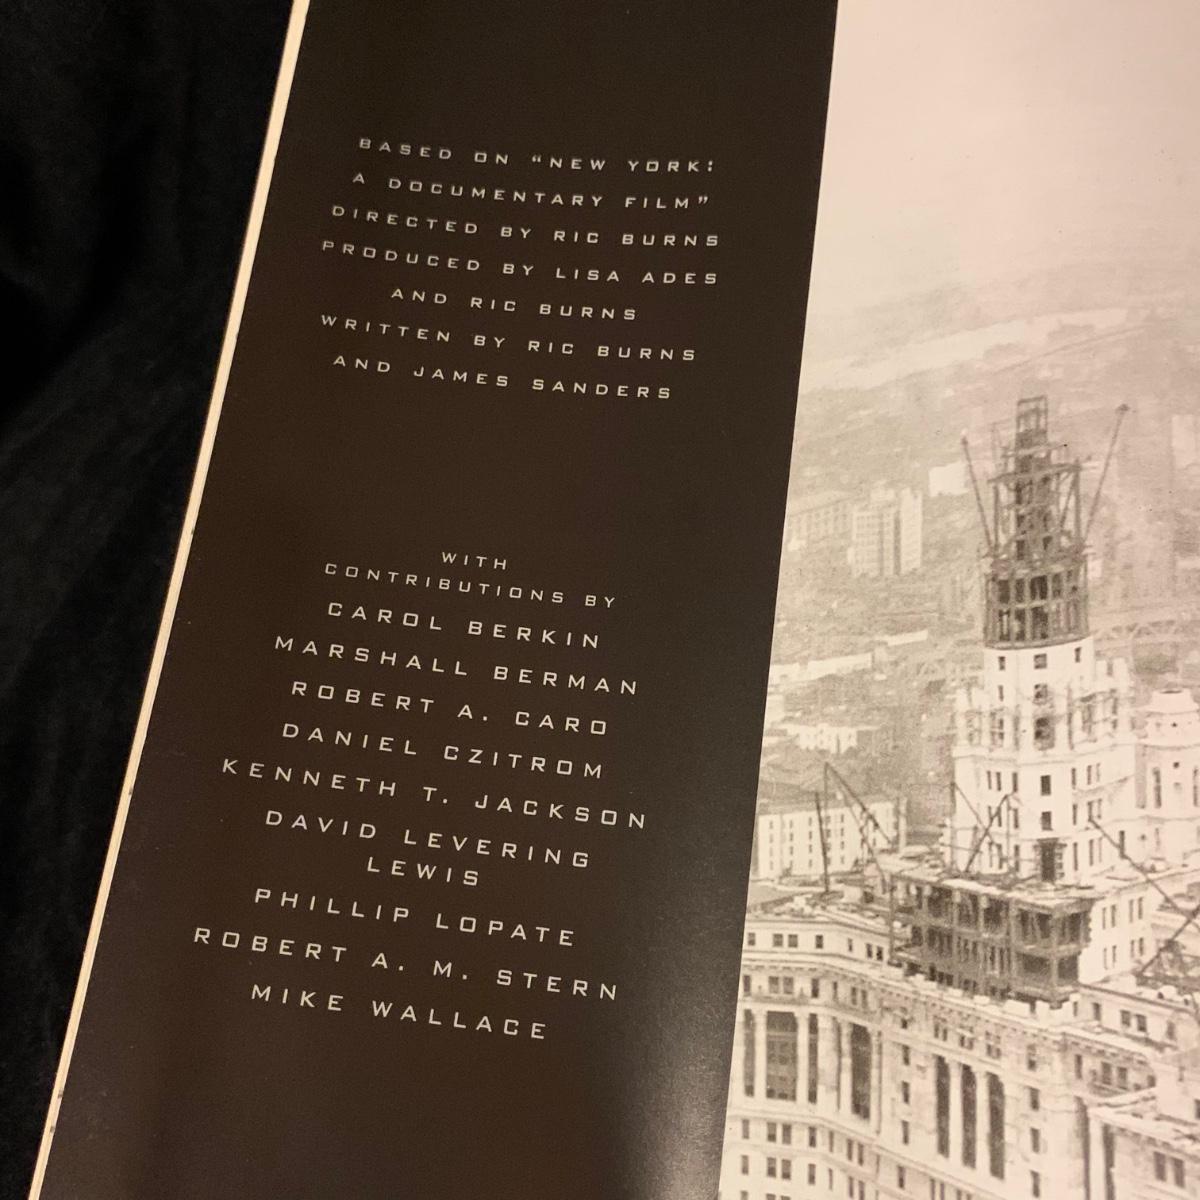 BASED ON “NEW YORK:
A DOCUMENTARY FILM”
DIRECTED BY RIC BURNS
PRODUCED BY LISA ADES
AND RIC BURNS
WRITTEN BY RIC BURNS
AND JAMES SANDERS
WITH
CONTRIBUTIONS BY
CAROL BERKIN
MARSHALL BERMAN
ROBERT A. CARO
DANIEL CZITROM
KENNETH T. JACKSON
DAVID LEVERING
LEWIS
PHILLIP LOPATE
ROBERT A. M. STERN
MIKE WALLACE